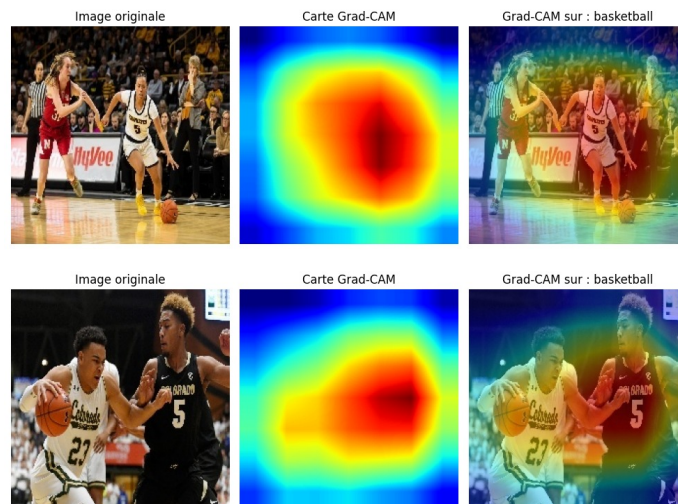 Image originale
Carte Grad-CAM
Grad-CAM sur : basketball
HyVee
N
5
HyVee
N
5
Image originale
Carte Grad-CAM
Grad-CAM sur : basketball
Colorado
23
COLORADO
5
Colorado
23
COLORADO
5